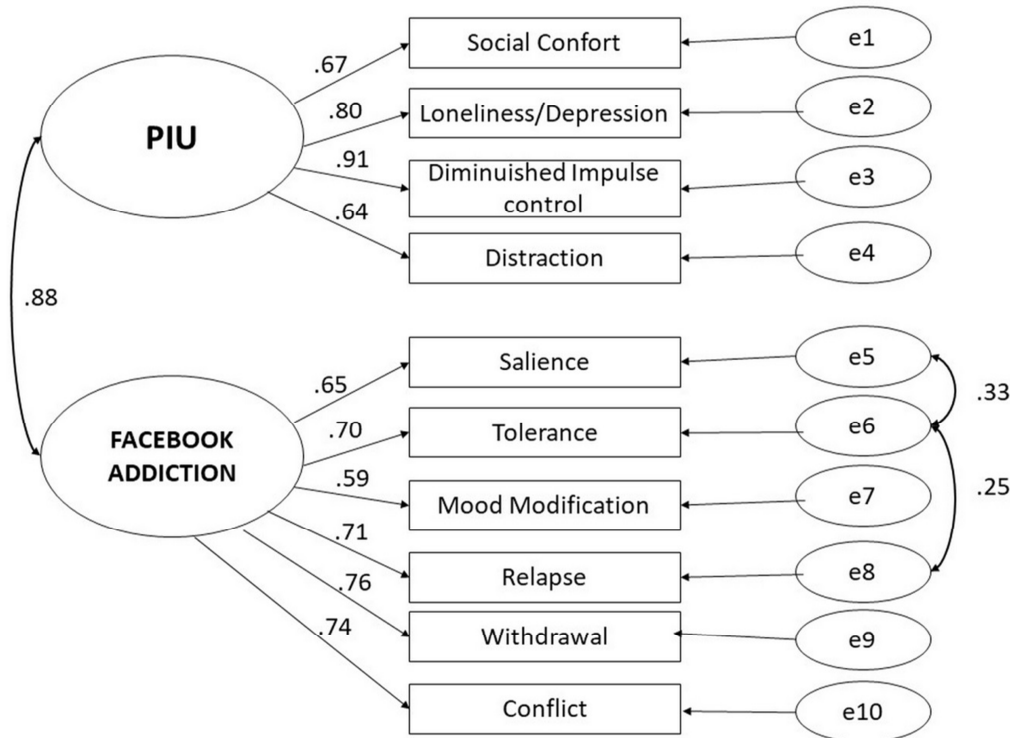 Social Confort
e1
.67
PIU
.80
Loneliness/Depression
e2
.91
Diminuished Impulse
control
e3
.64
Distraction
e4
.88
Salience
e5
.65
.33
FACEBOOK
ADDICTION
.70
Tolerance
e6
.59
Mood Modification
e7
.25
.71
Relapse
e8
.76
Withdrawal
e9
.74
Conflict
e10